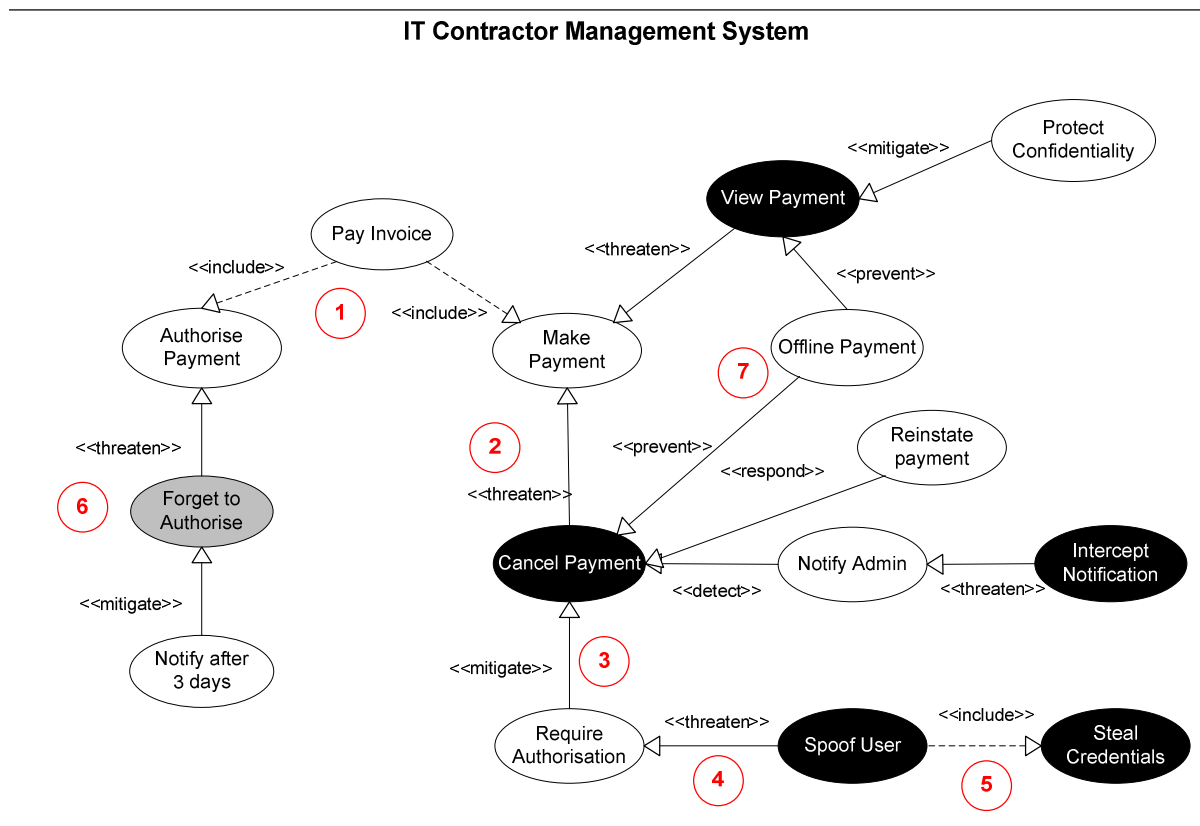 IT Contractor Management System
Protect
Confidentiality
<<mitigate>>
View Payment
Pay Invoice
<<threaten>>
<<include>>
<<prevent>>
1
<<include>>
Authorise
Payment
Make
Payment
Offline Payment
7
2
<<threaten>>
<<prevent>>
Reinstate
payment
<<respond>>
<<threaten>>
6
Forget to
Authorise
Cancel Payment
Notify Admin
Intercept
Notification
<<detect>>
<<threaten>>
<<mitigate>>
3
<<mitigate>>
Notify after
3 days
<<threaten>>
<<include>>
Require
Authorisation
Spoof User
Steal
Credentials
4
5